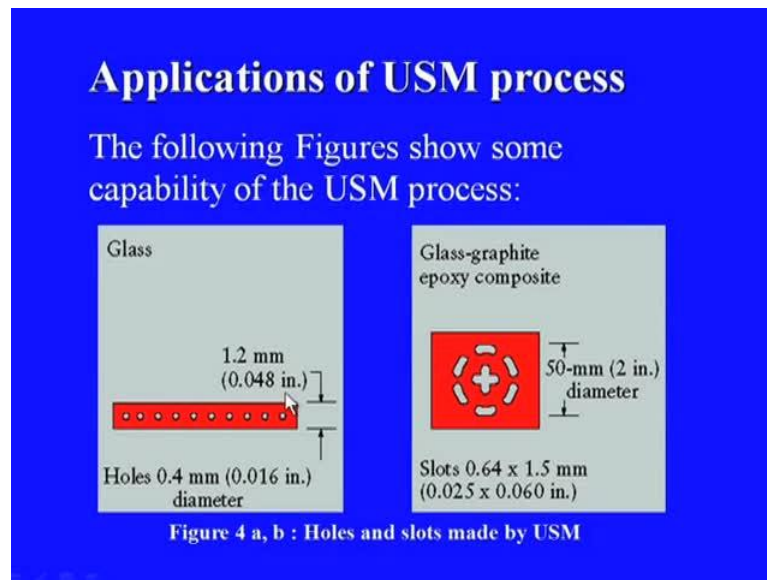 Applications of USM process
The following Figures show some
capability of the USM process:
Glass
1.2 mm
(0.048 in.)
Holes 0.4 mm (0.016 in.)
diameter
Glass-graphite
epoxy composite
50-mm (2 in.)
diameter
Slots 0.64 x 1.5 mm
(0.025 x 0.060 in.)
Figure 4 a, b : Holes and slots made by USM